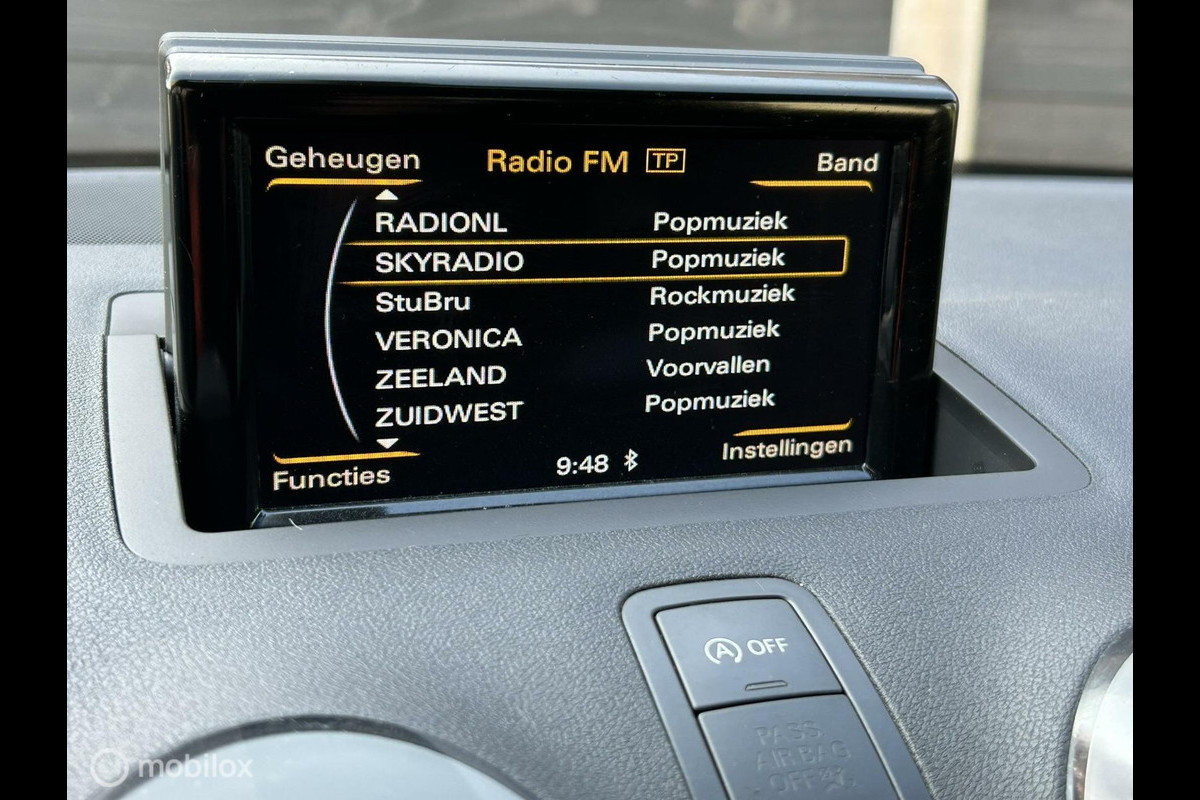 Geheugen Radio FM TP Band
RADIONL Popmuziek
SKYRADIO Popmuziek
StuBru Rockmuziek
VERONICA Popmuziek
ZEELAND Voorvallen
ZUIDWEST Popmuziek
Functies 9:48 Instellingen
A OFF
PASS
AIRBAG
OFF
mobilox